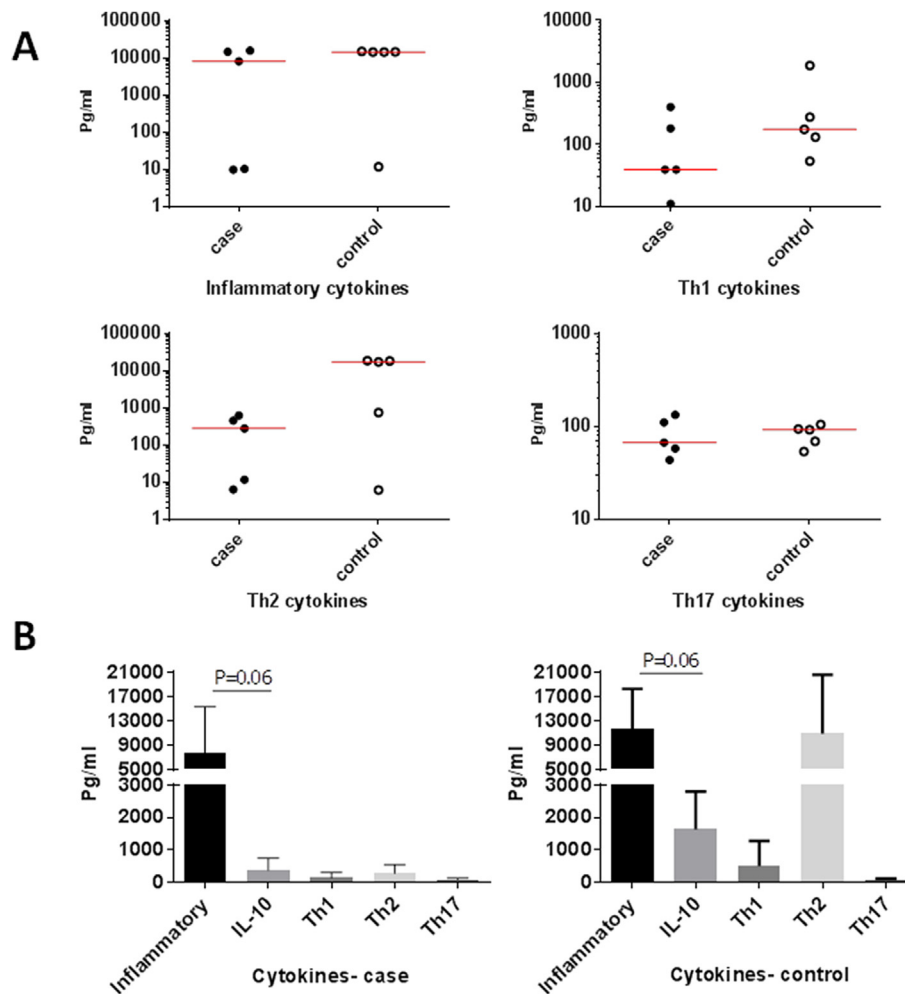 A
100000
10000
1000
100
10
1
Pg/ml
case
control
Inflammatory cytokines
10000
1000
100
10
Pg/ml
case
control
Th1 cytokines
100000
10000
1000
100
10
1
Pg/ml
case
control
Th2 cytokines
1000
100
10
Pg/ml
case
control
Th17 cytokines
B
P=0.06
21000
17000
13000
9000
5000
3000
2000
1000
0
Pg/ml
Inflammatory
IL-10
Th1
Th2
Th17
Cytokines- case
P=0.06
21000
17000
13000
9000
5000
3000
2000
1000
0
Pg/ml
Inflammatory
IL-10
Th1
Th2
Th17
Cytokines- control